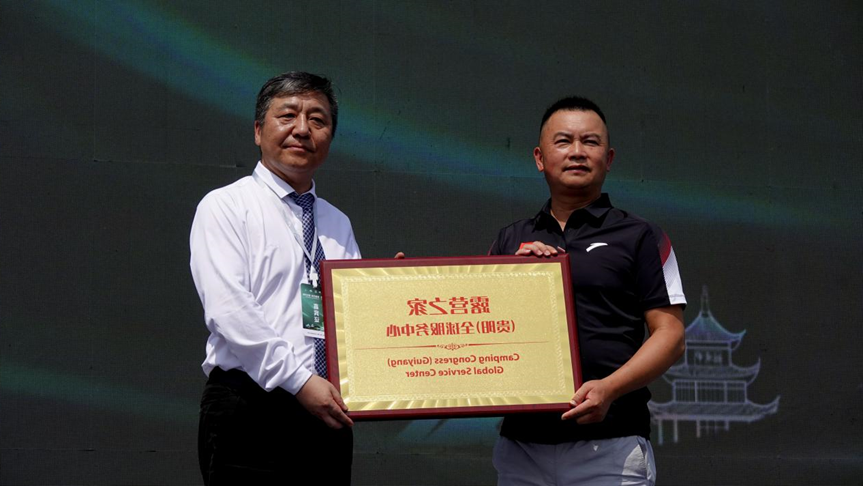 露营之家
(贵阳)全球服务中心
Camping Congress (Guiyang)
Global Service Center